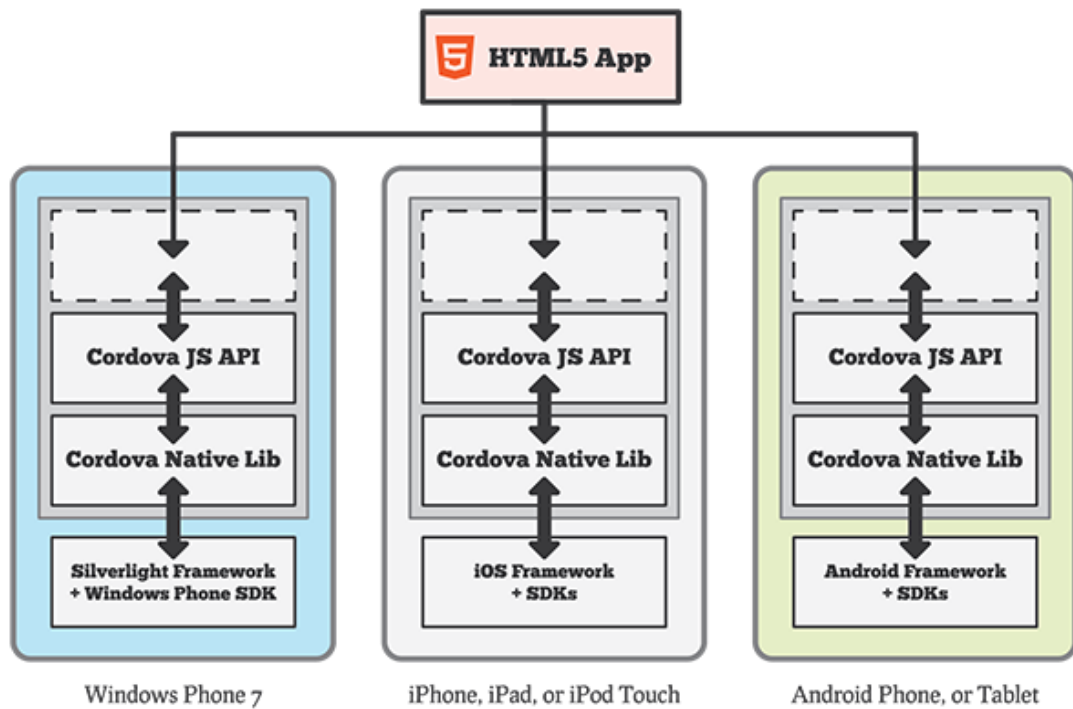 5 HTML5 App
Cordova JS API
Cordova Native Lib
Silverlight Framework
+ Windows Phone SDK
Windows Phone 7
Cordova JS API
Cordova Native Lib
iOS Framework
+ SDKs
iPhone, iPad, or iPod Touch
Cordova JS API
Cordova Native Lib
Android Framework
+ SDKs
Android Phone, or Tablet